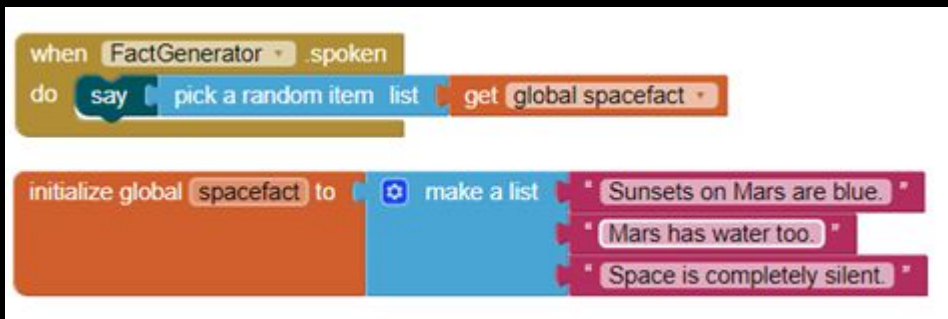 when FactGenerator .spoken
do say pick a random item list get global spacefact
initialize global spacefact to make a list " Sunsets on Mars are blue. "
" Mars has water too. "
" Space is completely silent. "